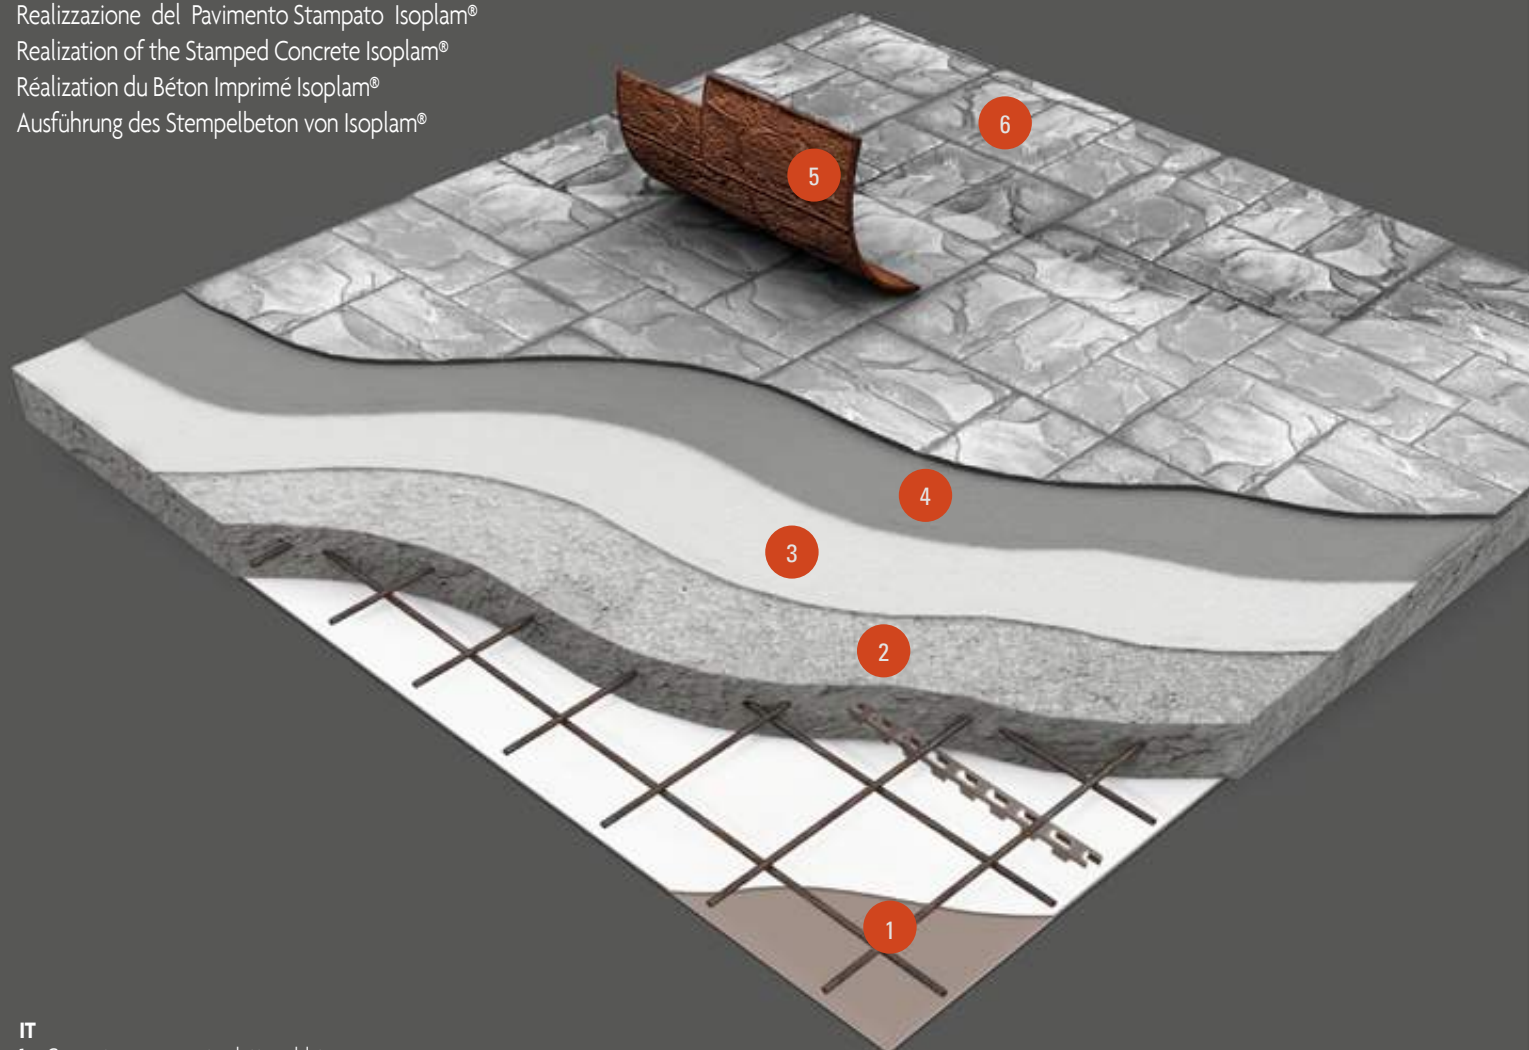 Realizzazione del Pavimento Stampato Isoplam®
Realization of the Stamped Concrete Isoplam®
Réalization du Béton Imprimé Isoplam®
Ausführung des Stempelbeton von Isoplam®
6
5
4
3
2
1
IT